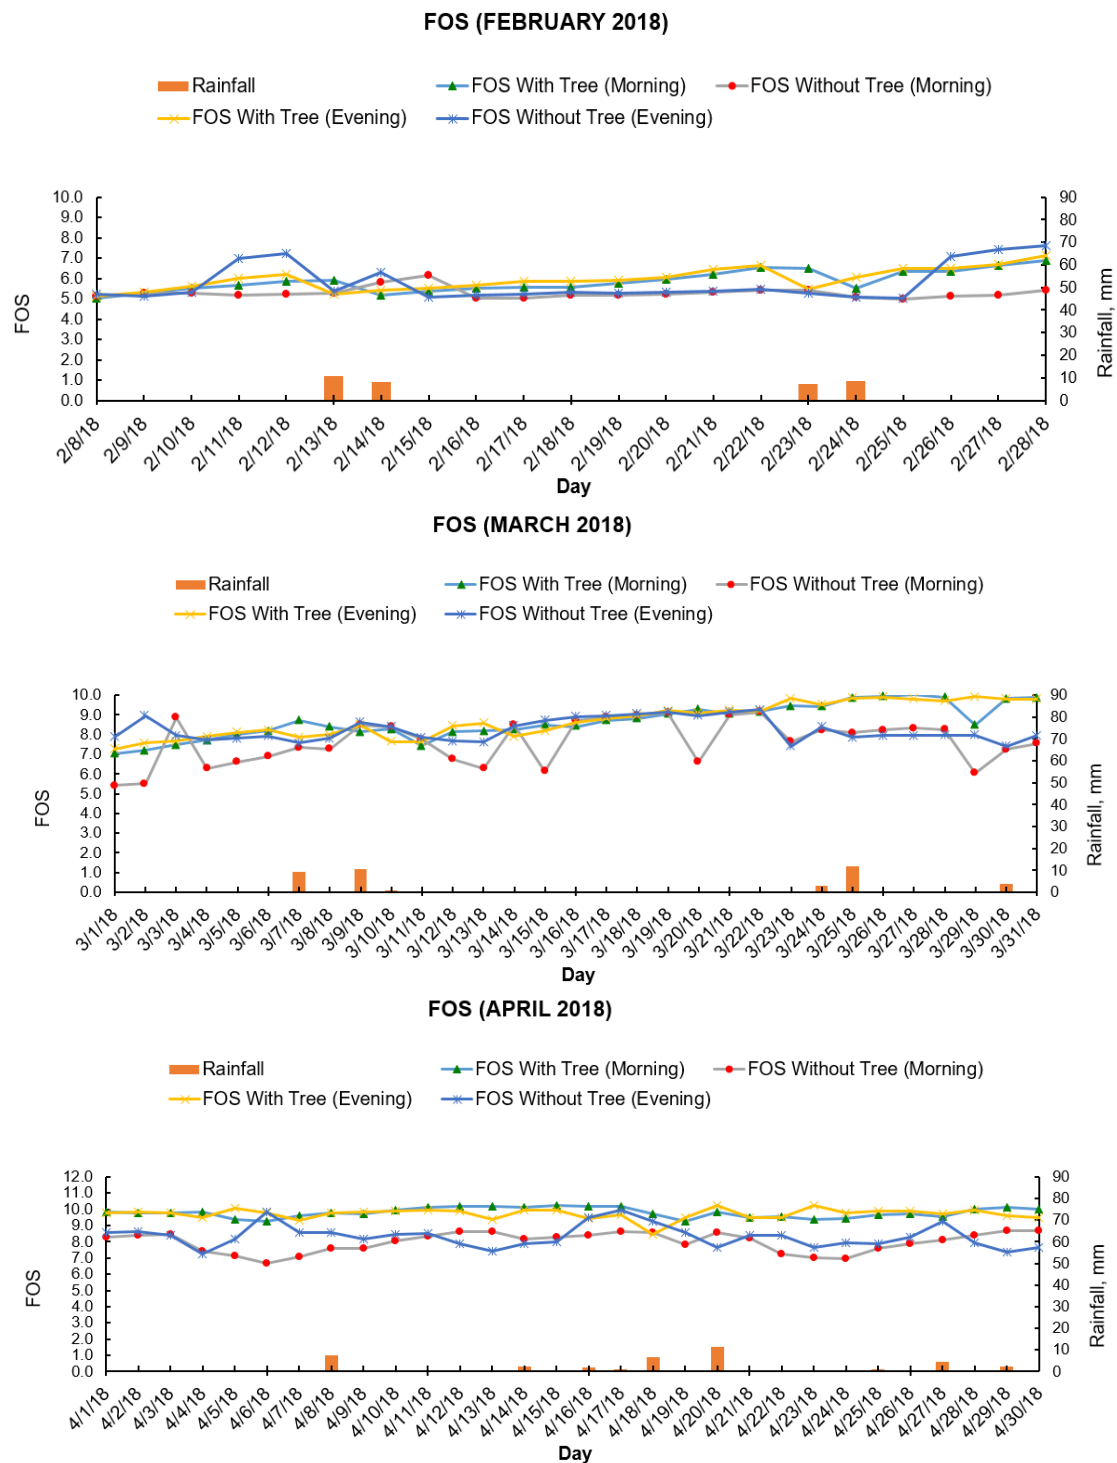 FOS (FEBRUARY 2018)
Rainfall FOS With Tree (Morning) FOS Without Tree (Morning)
FOS With Tree (Evening) FOS Without Tree (Evening)
10.0 90
9.0 80
8.0 70
7.0 60
6.0 50
5.0 40
4.0 30
3.0 20
2.0 10
1.0 0
0.0
FOS
Rainfall, mm
2/8/18 2/9/18 2/10/18 2/11/18 2/12/18 2/13/18 2/14/18 2/15/18 2/16/18 2/17/18 2/18/18 2/19/18 2/20/18 2/21/18 2/22/18 2/23/18 2/24/18 2/25/18 2/26/18 2/27/18 2/28/18
Day
FOS (MARCH 2018)
Rainfall FOS With Tree (Morning) FOS Without Tree (Morning)
FOS With Tree (Evening) FOS Without Tree (Evening)
10.0 90
9.0 80
8.0 70
7.0 60
6.0 50
5.0 40
4.0 30
3.0 20
2.0 10
1.0 0
0.0
FOS
Rainfall, mm
3/1/18 3/2/18 3/3/18 3/4/18 3/5/18 3/6/18 3/7/18 3/8/18 3/9/18 3/10/18 3/11/18 3/12/18 3/13/18 3/14/18 3/15/18 3/16/18 3/17/18 3/18/18 3/19/18 3/20/18 3/21/18 3/22/18 3/23/18 3/24/18 3/25/18 3/26/18 3/27/18 3/28/18 3/29/18 3/30/18 3/31/18
Day
FOS (APRIL 2018)
Rainfall FOS With Tree (Morning) FOS Without Tree (Morning)
FOS With Tree (Evening) FOS Without Tree (Evening)
12.0 90
11.0 80
10.0 70
9.0 60
8.0 50
7.0 40
6.0 30
5.0 20
4.0 10
3.0 0
2.0
1.0
0.0
FOS
Rainfall, mm
4/1/18 4/2/18 4/3/18 4/4/18 4/5/18 4/6/18 4/7/18 4/8/18 4/9/18 4/10/18 4/11/18 4/12/18 4/13/18 4/14/18 4/15/18 4/16/18 4/17/18 4/18/18 4/19/18 4/20/18 4/21/18 4/22/18 4/23/18 4/24/18 4/25/18 4/26/18 4/27/18 4/28/18 4/29/18 4/30/18
Day